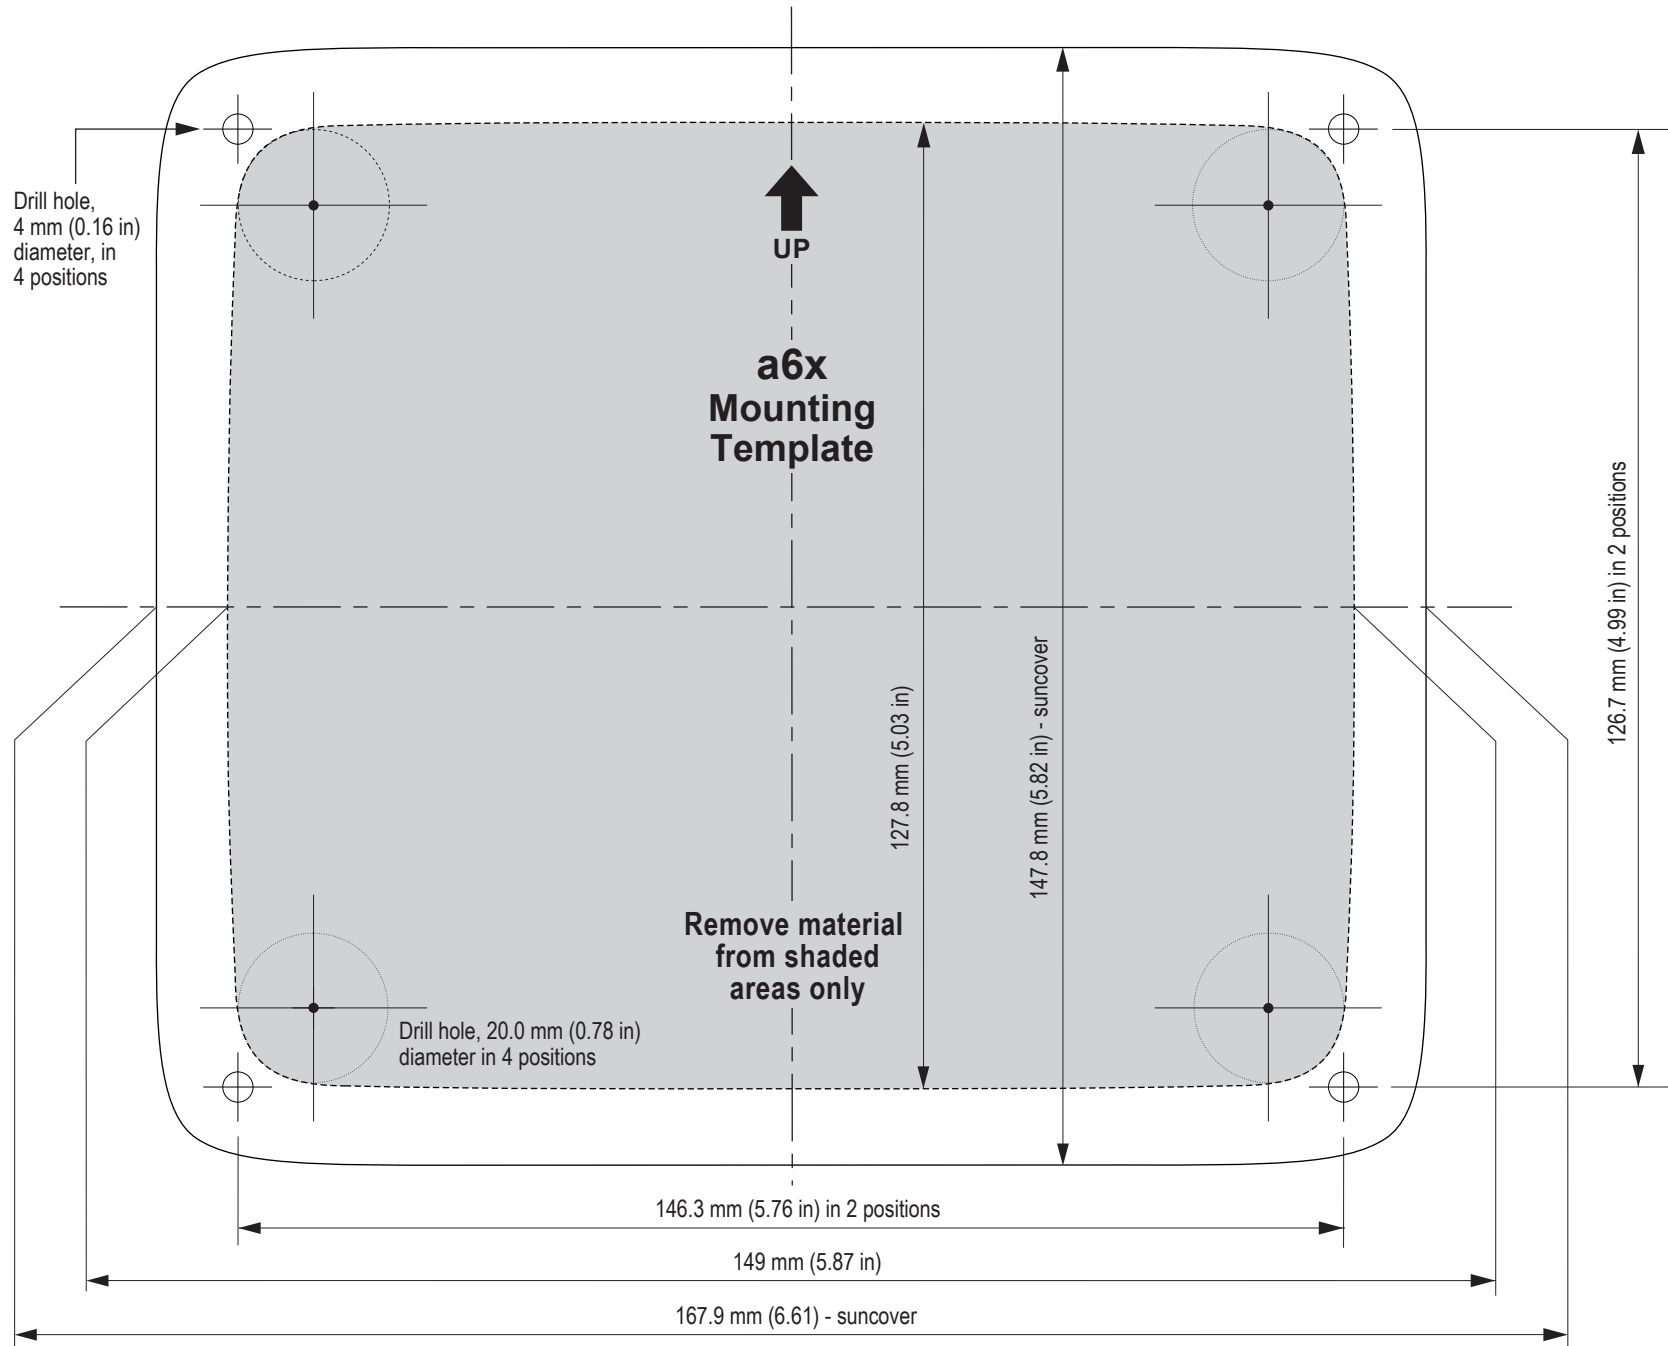 Drill hole,
4 mm (0.16 in)
diameter, in
4 positions
UP
a6x
Mounting
Template
126.7 mm (4.99 in) in 2 positions
127.8 mm (5.03 in)
147.8 mm (5.82 in) - suncover
Remove material
from shaded
areas only
Drill hole, 20.0 mm (0.78 in)
diameter in 4 positions
146.3 mm (5.76 in) in 2 positions
149 mm (5.87 in)
167.9 mm (6.61) - suncover